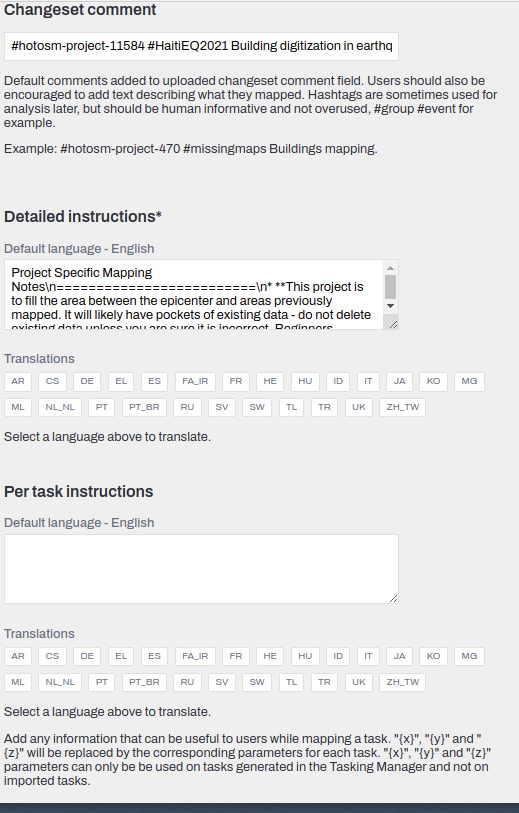 Changeset comment
#hotosm-project-11584 #HaitiEQ2021 Building digitization in earthq
Default comments added to uploaded changeset comment field. Users should also be
encouraged to add text describing what they mapped. Hashtags are sometimes used for
analysis later, but should be human informative and not overused, #group #event for
example.
Example: #hotosm-project-470 #missingmaps Buildings mapping.
Detailed instructions*
Default language - English
Project Specific Mapping
Notes\n=========================\n* **This project is
to fill the area between the epicenter and areas previously
mapped. It will likely have pockets of existing data - do not delete
existing data unless you are sure it is incorrect. Beginners
Translations
AR CS DE EL ES FA_IR FR HE HU ID IT JA KO MG
ML NL_NL PT PT_BR RU SV SW TL TR UK ZH_TW
Select a language above to translate.
Per task instructions
Default language - English
Translations
AR CS DE EL ES FA_IR FR HE HU ID IT JA KO MG
ML NL_NL PT PT_BR RU SV SW TL TR UK ZH_TW
Select a language above to translate.
Add any information that can be useful to users while mapping a task. "{x}", "{y}" and "
{z}" will be replaced by the corresponding parameters for each task. "{x}", "{y}" and "{z}"
parameters can only be be used on tasks generated in the Tasking Manager and not on
imported tasks.